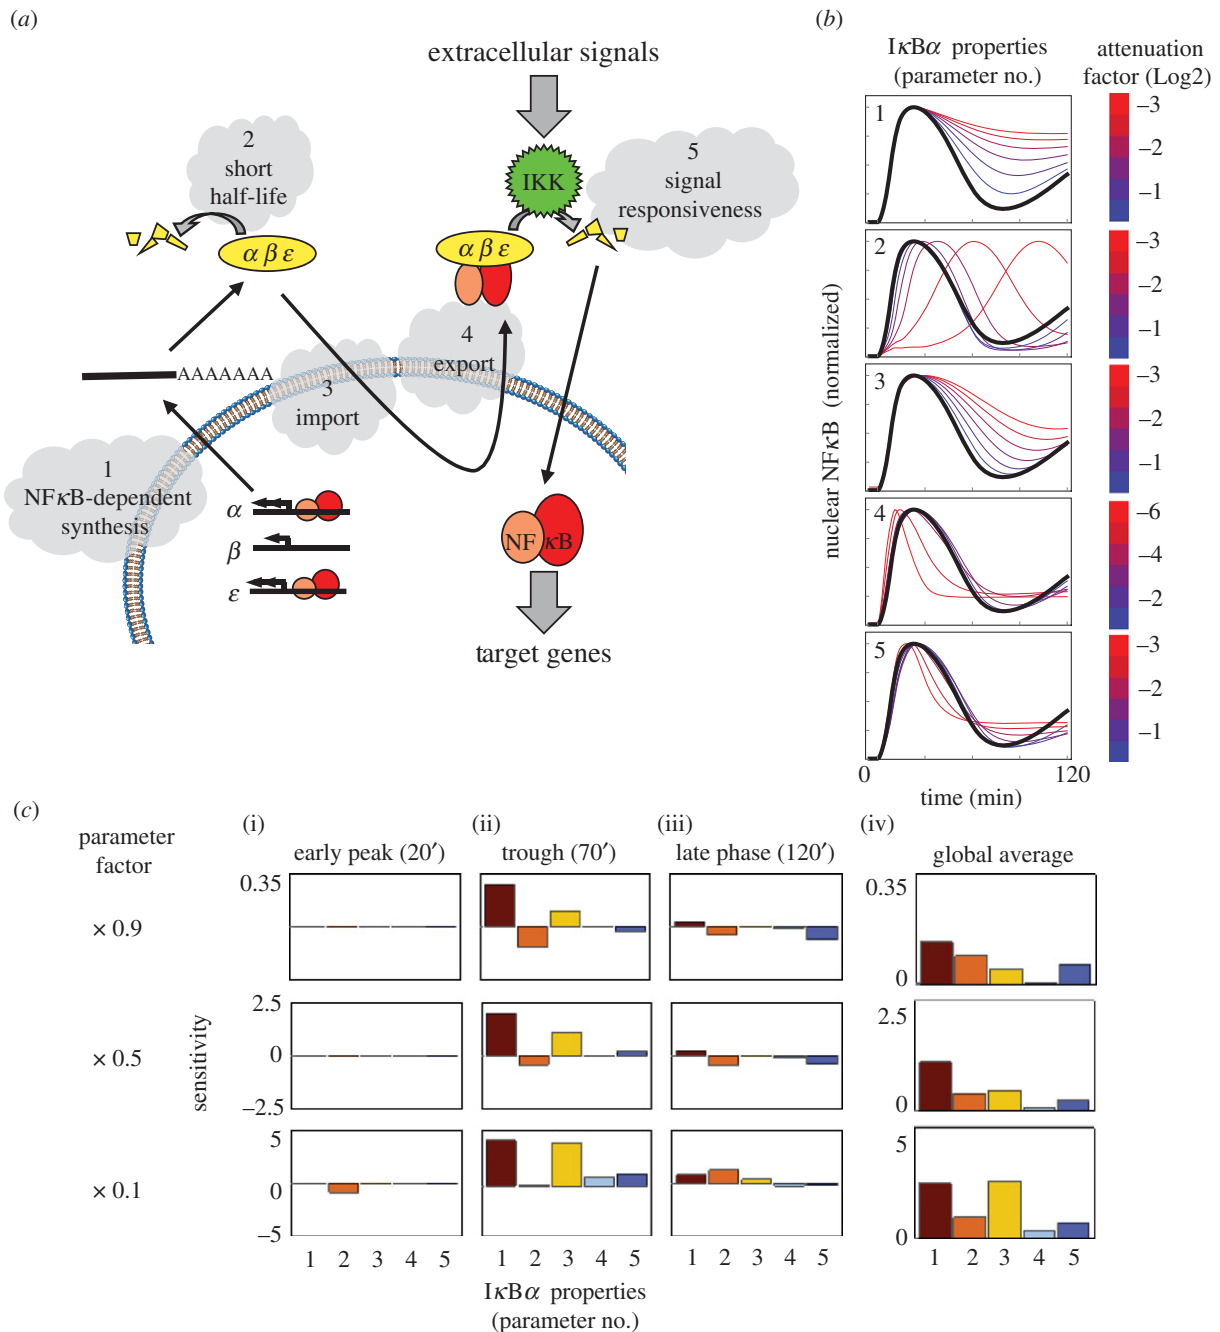 (a)
extracellular signals
2
short
half-life
IKK
5
signal
responsiveness
α β ε
α β ε
4
export
AAAAAAA
3
import
1
NFκB-dependent
synthesis
α
β
ε
NF κB
target genes
(b)
IκBα properties
(parameter no.)
attenuation
factor (Log2)
nuclear NFκB (normalized)
1
–3
–2
–1
2
–3
–2
–1
3
–3
–2
–1
4
–6
–4
–2
5
–3
–2
–1
0
120
time (min)
(c)
parameter
factor
(i)
early peak (20′)
(ii)
trough (70′)
(iii)
late phase (120′)
(iv)
global average
× 0.9
0.35
0.35
0
× 0.5
sensitivity
2.5
0
–2.5
2.5
0
× 0.1
5
0
–5
5
0
1 2 3 4 5
1 2 3 4 5
1 2 3 4 5
1 2 3 4 5
IκBα properties
(parameter no.)